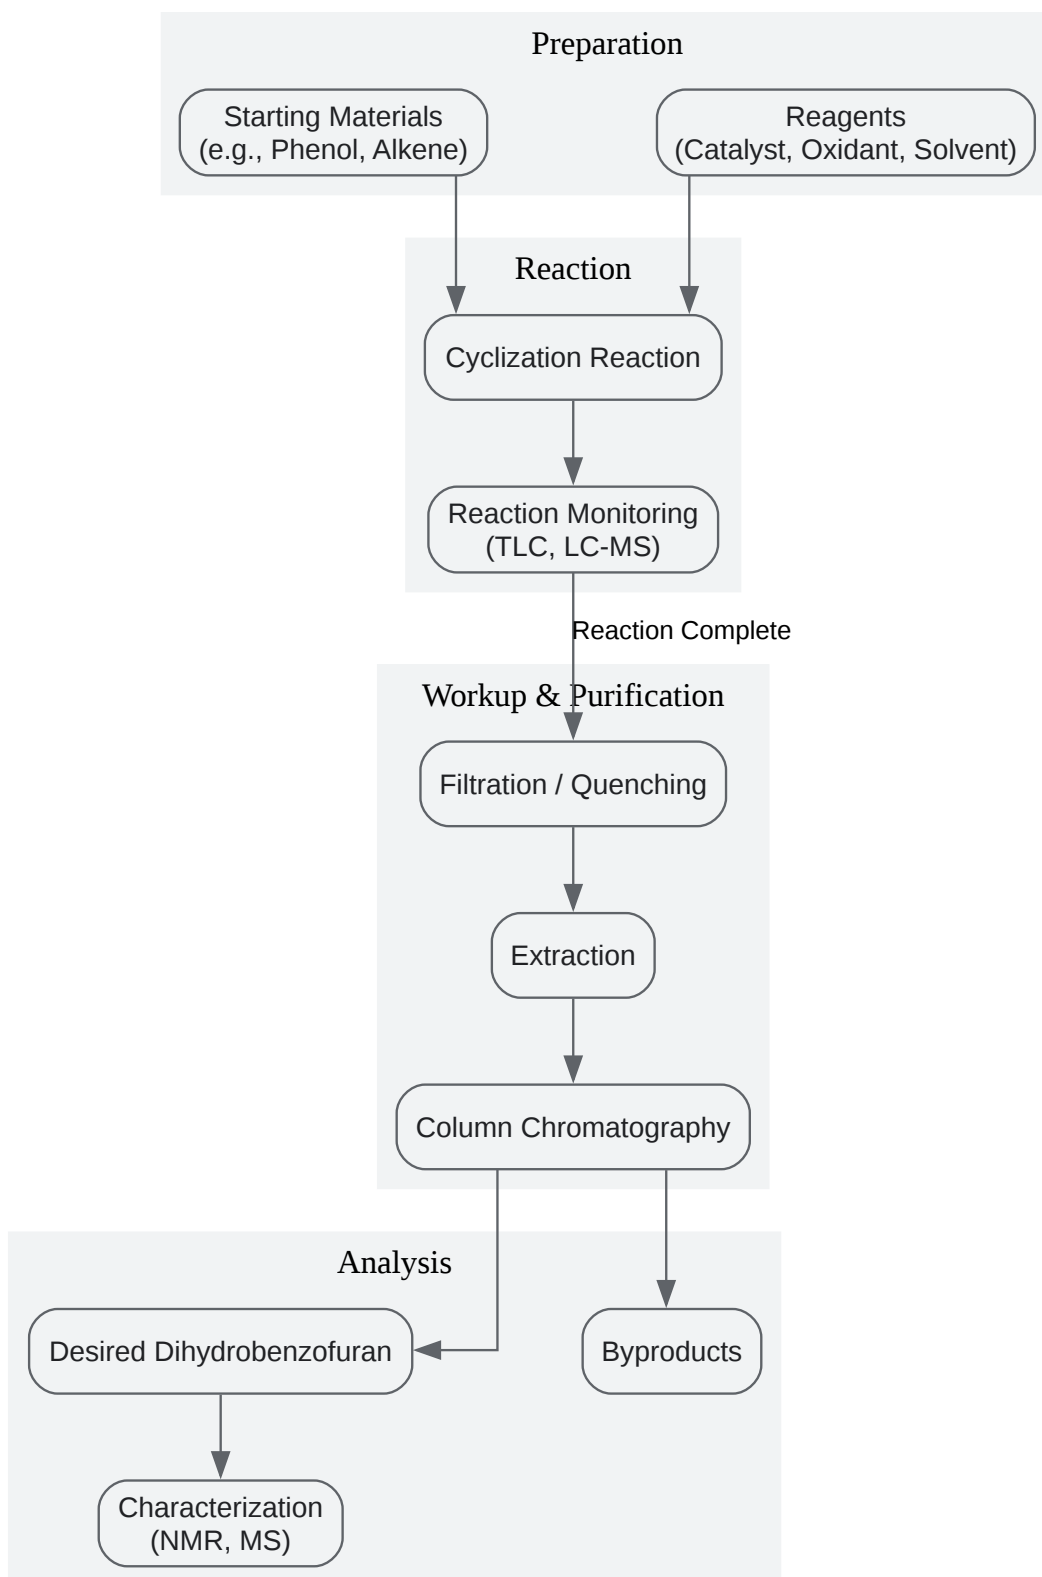 Preparation
Starting Materials
(e.g., Phenol, Alkene)
Reagents
(Catalyst, Oxidant, Solvent)
Reaction
Cyclization Reaction
Reaction Monitoring
(TLC, LC-MS)
Reaction Complete
Workup & Purification
Filtration / Quenching
Extraction
Column Chromatography
Analysis
Desired Dihydrobenzofuran
Byproducts
Characterization
(NMR, MS)